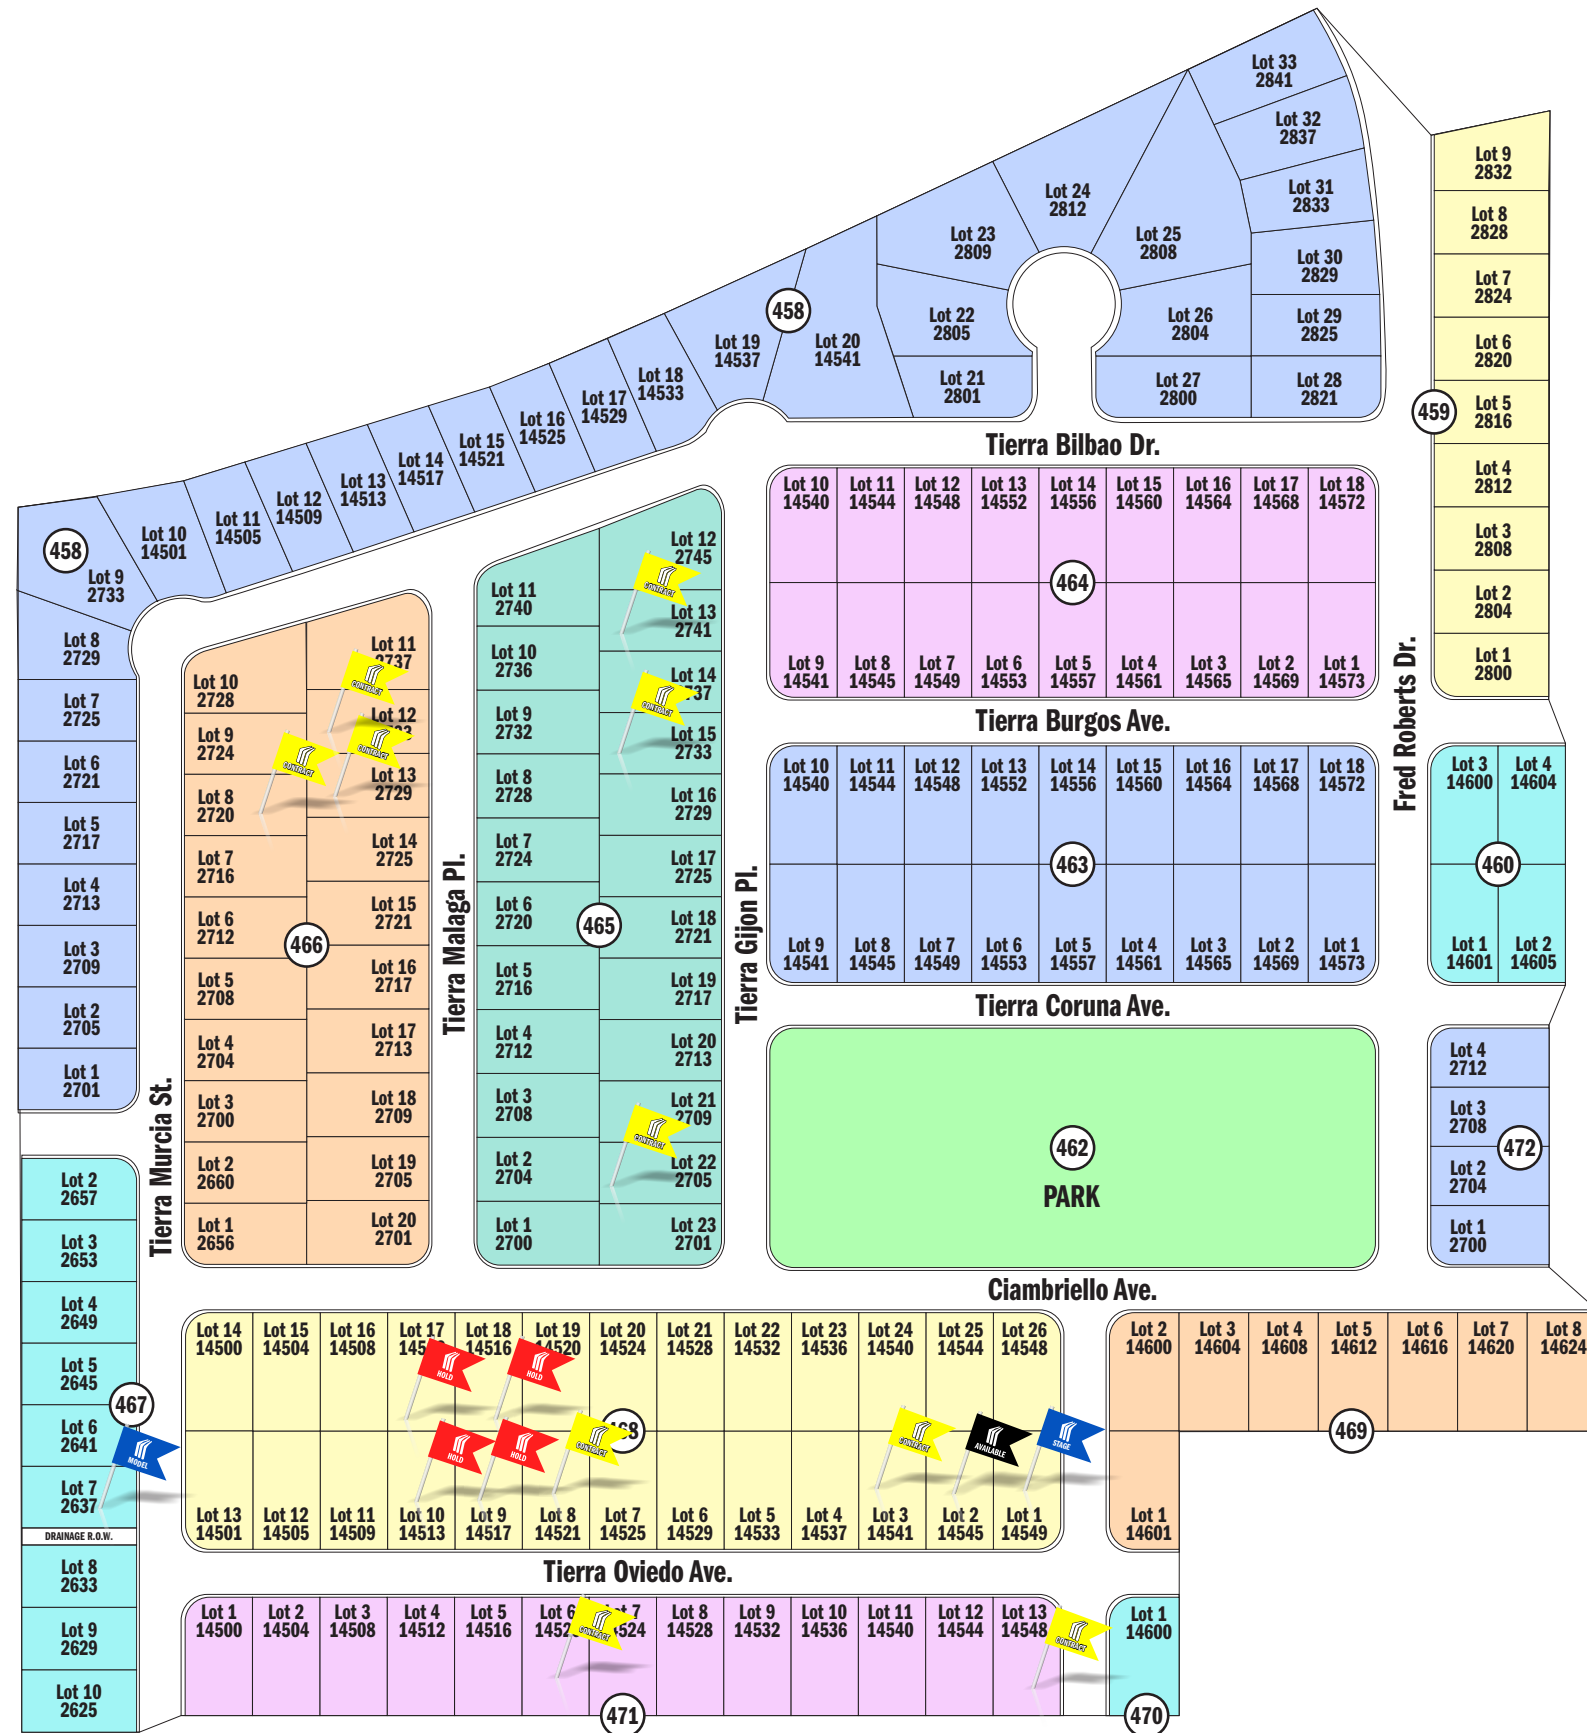 Lot 33
2841
Lot 32
2837
Lot 31
2833
Lot 30
2829
Lot 29
2825
Lot 28
2821
Lot 24
2812
Lot 25
2808
Lot 23
2809
Lot 22
2805
Lot 21
2801
Lot 26
2804
Lot 27
2800
458
Lot 19
14537
Lot 20
14541
Lot 18
14533
Lot 17
14529
Lot 16
14525
Lot 15
14521
Lot 14
14517
Lot 13
14513
Lot 12
14509
Lot 11
14505
Lot 10
14501
458
Lot 9
2733
Lot 8
2729
Lot 7
2725
Lot 6
2721
Lot 5
2717
Lot 4
2713
Lot 3
2709
Lot 2
2705
Lot 1
2701
Lot 9
2832
Lot 8
2828
Lot 7
2824
Lot 6
2820
Lot 5
2816
459
Lot 4
2812
Lot 3
2808
Lot 2
2804
Lot 1
2800
Tierra Bilbao Dr.
Lot 10 Lot 11 Lot 12 Lot 13 Lot 14 Lot 15 Lot 16 Lot 17 Lot 18
14540 14544 14548 14552 14556 14560 14564 14568 14572
464
Lot 9 Lot 8 Lot 7 Lot 6 Lot 5 Lot 4 Lot 3 Lot 2 Lot 1
14541 14545 14549 14553 14557 14561 14565 14569 14573
Tierra Burgos Ave.
Fred Roberts Dr.
Lot 10 Lot 11 Lot 12 Lot 13 Lot 14 Lot 15 Lot 16 Lot 17 Lot 18
14540 14544 14548 14552 14556 14560 14564 14568 14572
463
Lot 9 Lot 8 Lot 7 Lot 6 Lot 5 Lot 4 Lot 3 Lot 2 Lot 1
14541 14545 14549 14553 14557 14561 14565 14569 14573
Tierra Coruna Ave.
Lot 3 Lot 4
14600 14604
460
Lot 1 Lot 2
14601 14605
462
PARK
Lot 4
2712
Lot 3
2708
472
Lot 2
2704
Lot 1
2700
Ciambriello Ave.
Tierra Murcia St.
Lot 10
2728
Lot 9
2724
Lot 8
2720
Lot 7
2716
Lot 6
2712
Lot 5
2708
Lot 4
2704
Lot 3
2700
Lot 2
2660
Lot 1
2656
466
Lot 11
CONTRACT
Lot 12
CONTRACT
CONTRACT
Lot 13
2729
Lot 14
2725
Lot 15
2721
Lot 16
2717
Lot 17
2713
Lot 18
2709
Lot 19
2705
Lot 20
2701
Tierra Malaga Pl.
Lot 11
2740
Lot 10
2736
Lot 9
2732
Lot 8
2728
Lot 7
2724
Lot 6
2720
Lot 5
2716
Lot 4
2712
Lot 3
2708
Lot 2
2704
Lot 1
2700
465
Lot 12
2745
CONTRACT
Lot 13
2741
Lot 14
CONTRACT
Lot 15
2733
Lot 16
2729
Lot 17
2725
Lot 18
2721
Lot 19
2717
Lot 20
2713
Lot 21
2709
CONTRACT
Lot 22
2705
Lot 23
2701
Tierra Gijon Pl.
Lot 2
2657
Lot 3
2653
Lot 4
2649
Lot 5
2645
467
Lot 6
2641
MODEL
Lot 7
2637
DRAINAGE R.O.W.
Lot 8
2633
Lot 9
2629
Lot 10
2625
Lot 14 Lot 15 Lot 16 Lot 17 Lot 18 Lot 19 Lot 20 Lot 21 Lot 22 Lot 23 Lot 24 Lot 25 Lot 26
14500 14504 14508 14516 14524 14528 14532 14536 14540 14544 14548
HOLD HOLD
HOLD HOLD CONTRACT CONTRACT AVAILABLE STAGE
Lot 13 Lot 12 Lot 11 Lot 10 Lot 9 Lot 8 Lot 7 Lot 6 Lot 5 Lot 4 Lot 3 Lot 2 Lot 1
14501 14505 14509 14513 14517 14521 14525 14529 14533 14537 14541 14545 14549
Lot 2 Lot 3 Lot 4 Lot 5 Lot 6 Lot 7 Lot 8
14600 14604 14608 14612 14616 14620 14624
469
Lot 1
14601
Tierra Oviedo Ave.
Lot 1 Lot 2 Lot 3 Lot 4 Lot 5 Lot 6 Lot 8 Lot 9 Lot 10 Lot 11 Lot 12 Lot 13
14500 14504 14508 14512 14516 14528 14532 14536 14540 14544 14548
CONTRACT CONTRACT
471
Lot 1
14600
470